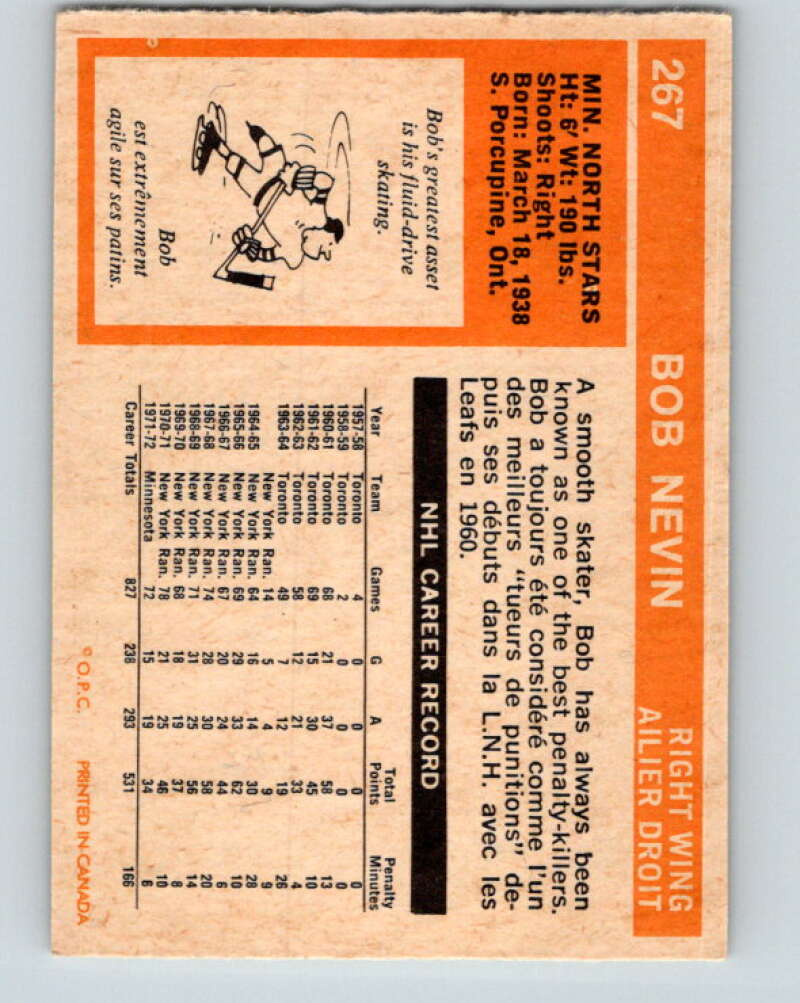 267
BOB NEVIN
RIGHT WING
AILIER DROIT
MIN. NORTH STARS
Ht: 6' Wt: 190 lbs.
Shoots: Right
Born: March 18, 1938
S. Porcupine, Ont.
Bob's greatest asset
is his fluid-drive
skating.
Bob
est extrêmement
agile sur ses patins.
A smooth skater, Bob has always been
known as one of the best penalty-killers.
Bob a toujours été considéré comme l'un
des meilleurs "tueurs de punitions" de-
puis ses débuts dans la L.N.H. avec les
Leafs en 1960.
NHL CAREER RECORD
Year Team Games G A Total Points Penalty Minutes
1957-58 Toronto 4 0 0 0 0
1958-59 Toronto 2 0 0 0 0
1960-61 Toronto 68 21 37 58 13
1961-62 Toronto 69 15 30 45 10
1962-63 Toronto 58 12 21 33 4
1963-64 Toronto 49 7 12 19 26
New York Ran. 14 5 4 9 9
1964-65 New York Ran. 64 16 14 30 28
1965-66 New York Ran. 69 29 33 62 10
1966-67 New York Ran. 67 20 24 44 6
1967-68 New York Ran. 74 28 30 58 20
1968-69 New York Ran. 71 31 25 56 14
1969-70 New York Ran. 68 18 19 37 8
1970-71 New York Ran. 78 21 25 46 10
1971-72 Minnesota 72 15 19 34 6
Career Totals 827 238 293 531 166
© O.P.C. PRINTED IN CANADA